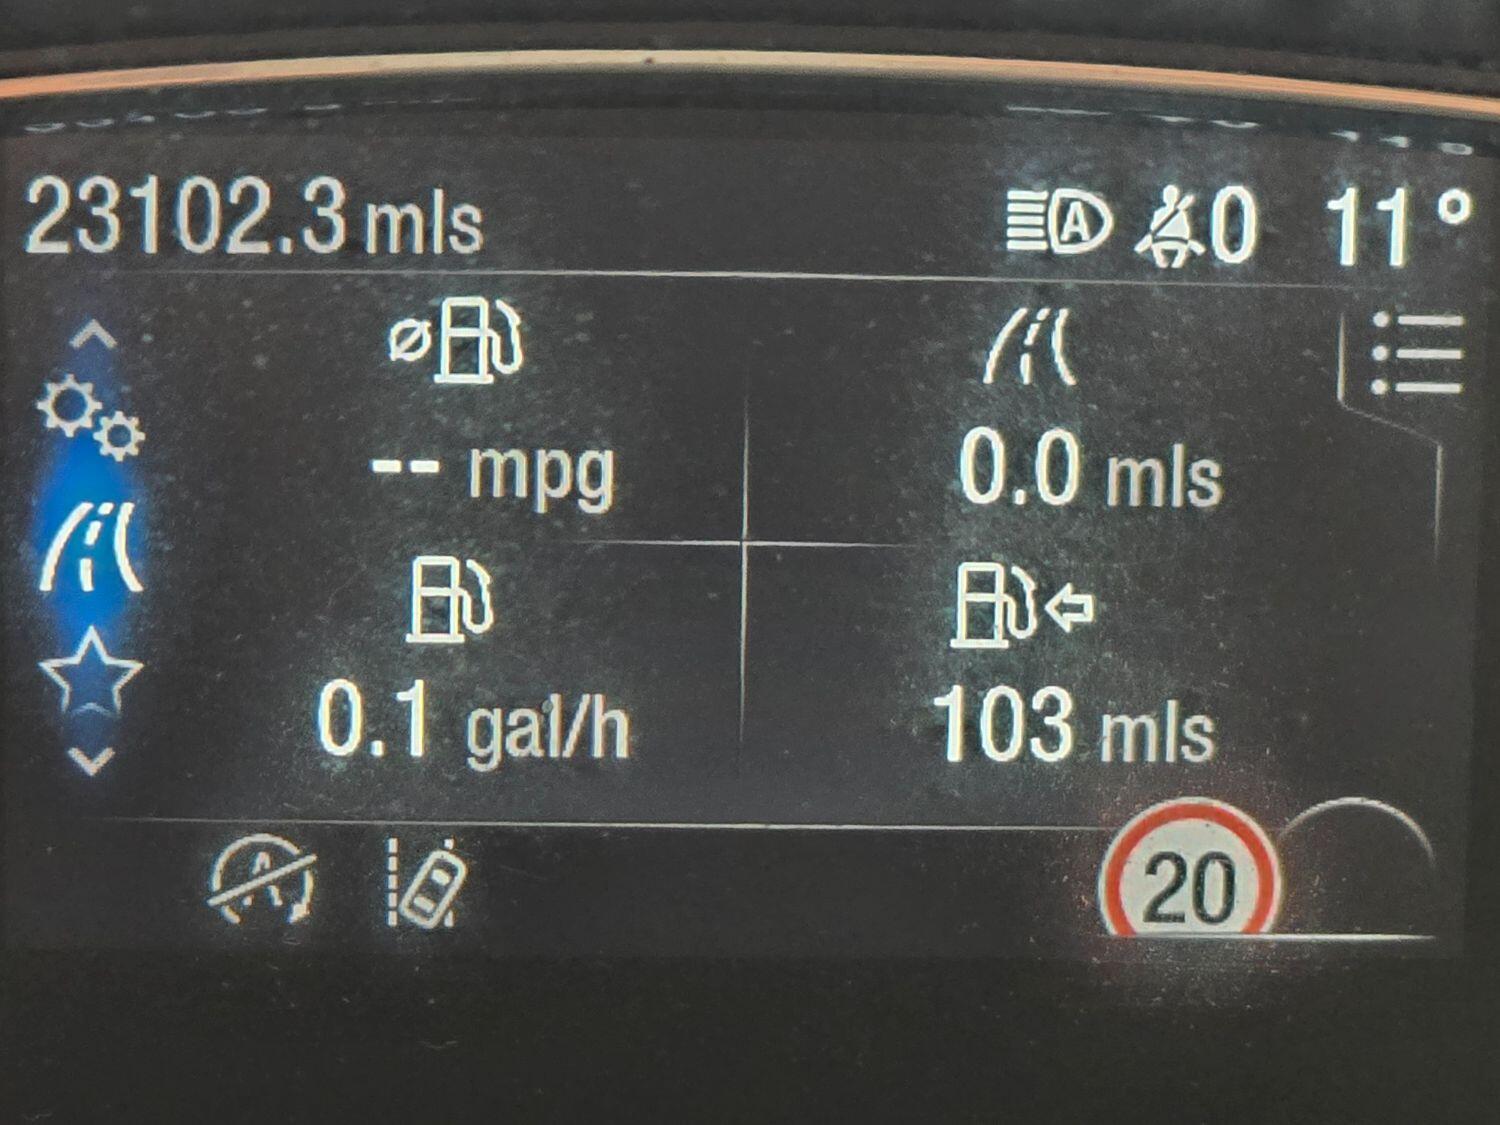 23102.3 mls A 0 11°
-- mpg 0.0 mls
0.1 gal/h 103 mls
A 20